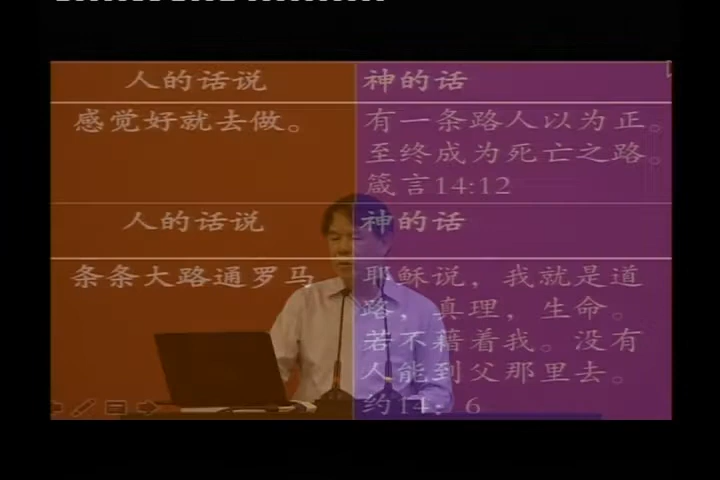 人的话说
神的话
感觉好就去做。
有一条路人以为正。
至终成为死亡之路。
箴言14:12
人的话说
神的话
条条大路通罗马
耶稣说，我就是道
路，真理，生命。
若不藉着我。没有
人能到父那里去。
约14：6